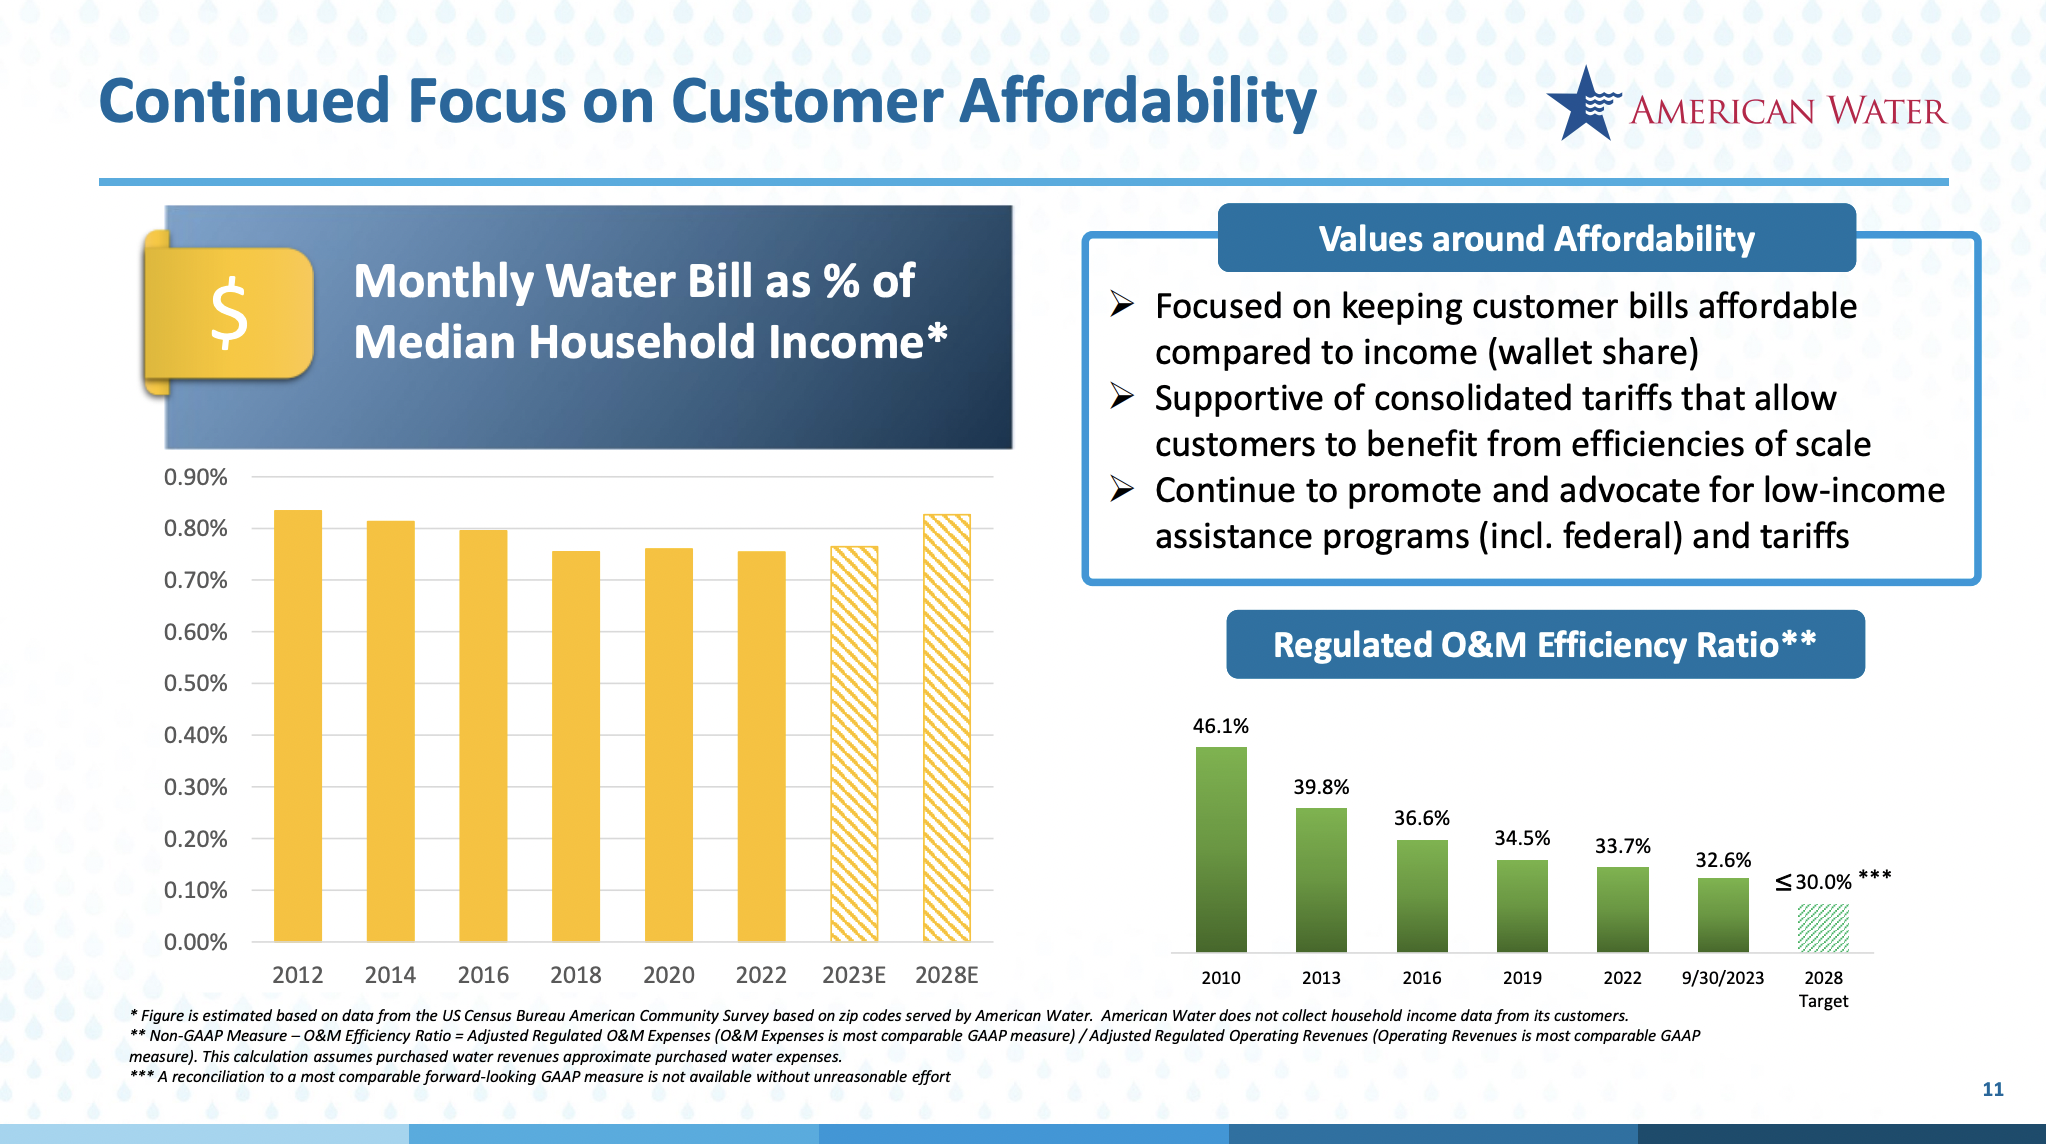 Continued Focus on Customer Affordability
AMERICAN WATER
$
Monthly Water Bill as % of
Median Household Income*
0.90%
0.80%
0.70%
0.60%
0.50%
0.40%
0.30%
0.20%
0.10%
0.00%
2012 2014 2016 2018 2020 2022 2023E 2028E
Values around Affordability
➢ Focused on keeping customer bills affordable
compared to income (wallet share)
➢ Supportive of consolidated tariffs that allow
customers to benefit from efficiencies of scale
➢ Continue to promote and advocate for low-income
assistance programs (incl. federal) and tariffs
Regulated O&M Efficiency Ratio**
46.1%
39.8%
36.6%
34.5%
33.7%
32.6%
≤30.0% ***
2010 2013 2016 2019 2022 9/30/2023 2028
Target
* Figure is estimated based on data from the US Census Bureau American Community Survey based on zip codes served by American Water. American Water does not collect household income data from its customers.
** Non-GAAP Measure – O&M Efficiency Ratio = Adjusted Regulated O&M Expenses (O&M Expenses is most comparable GAAP measure) / Adjusted Regulated Operating Revenues (Operating Revenues is most comparable GAAP
measure). This calculation assumes purchased water revenues approximate purchased water expenses.
*** A reconciliation to a most comparable forward-looking GAAP measure is not available without unreasonable effort
11